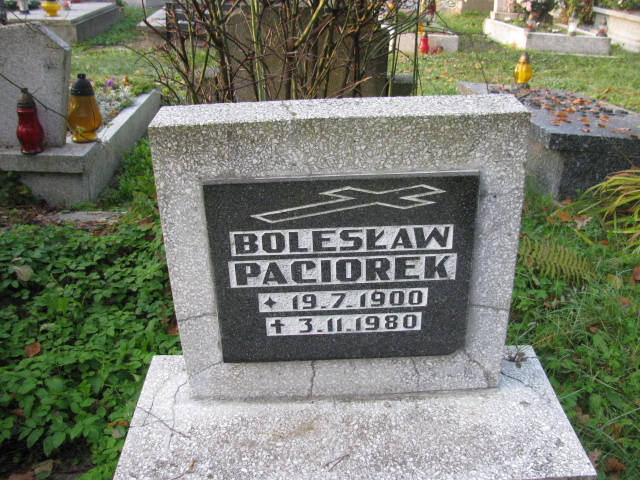 BOLESŁAW
PACIOREK
✦ 19.7.1900
✝ 3.11.1980